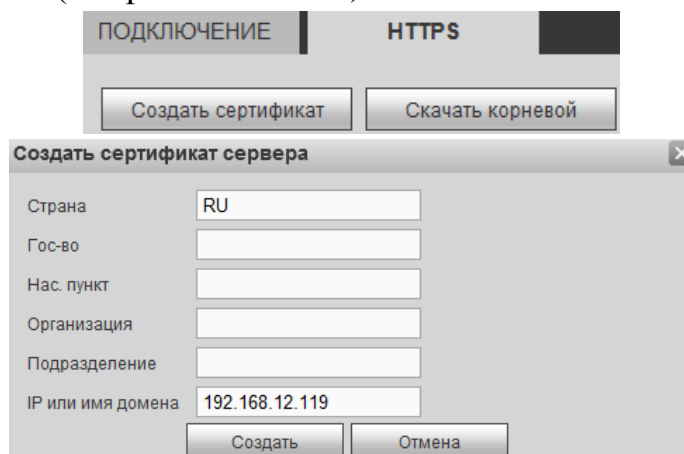 ПОДКЛЮЧЕНИЕ HTTPS
Создать сертификат Скачать корневой
Создать сертификат сервера X
Страна RU
Гос-во
Нас. пункт
Организация
Подразделение
IP или имя домена 192.168.12.119
Создать Отмена